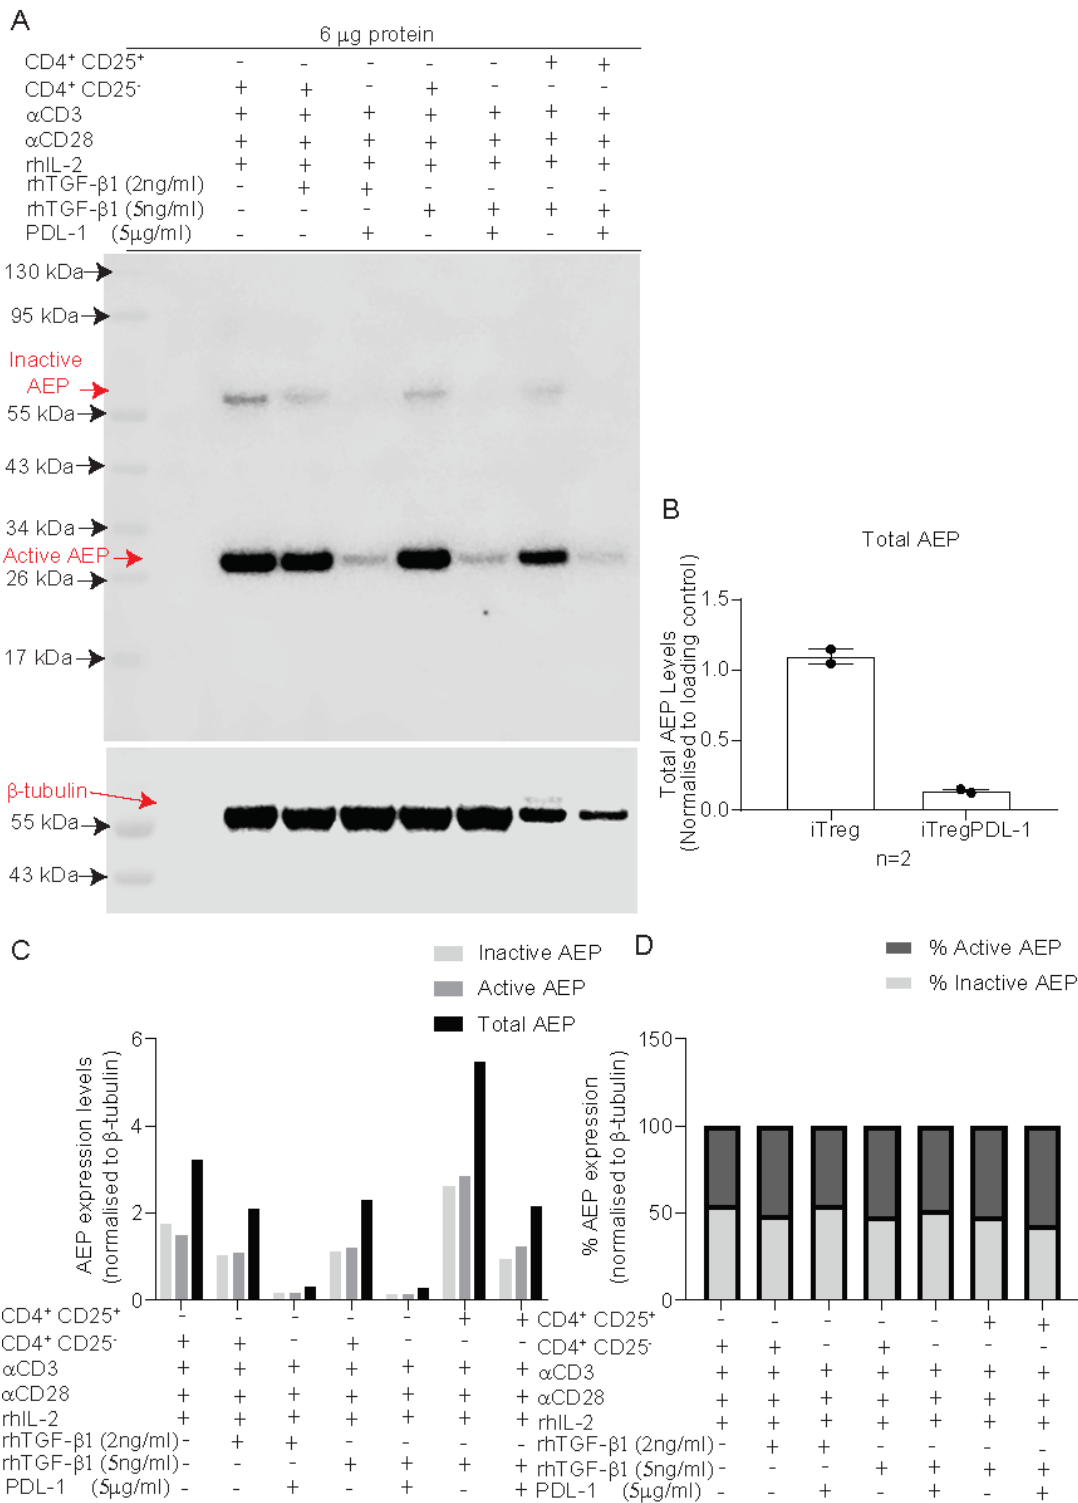 A
6 μg protein
CD4⁺ CD25⁺ - - - - - + +
CD4⁺ CD25⁻ + + - + - - -
αCD3 + + + + + + +
αCD28 + + + + + + +
rhIL-2 + + + + + + +
rhTGF-β1 (2ng/ml) - + + - - - -
rhTGF-β1 (5ng/ml) - - - + + + +
PDL-1 (5μg/ml) - - + - + - +
130 kDa
95 kDa
Inactive
AEP
55 kDa
43 kDa
34 kDa
Active AEP
26 kDa
17 kDa
β-tubulin
55 kDa
43 kDa
B
Total AEP
Total AEP Levels
(Normalised to loading control)
1.5
1.0
0.5
0.0
iTreg iTregPDL-1
n=2
C
Inactive AEP
Active AEP
Total AEP
AEP expression levels
(normalised to β-tubulin)
6
4
2
0
CD4⁺ CD25⁺ - - - - - + +
CD4⁺ CD25⁻ + + - + - - -
αCD3 + + + + + + +
αCD28 + + + + + + +
rhIL-2 + + + + + + +
rhTGF-β1 (2ng/ml) - + + - - - -
rhTGF-β1 (5ng/ml) - - - + + + +
PDL-1 (5μg/ml) - - + - + - +
D
% Active AEP
% Inactive AEP
% AEP expression
(normalised to β-tubulin)
150
100
50
0
CD4⁺ CD25⁺ - - - - - + +
CD4⁺ CD25⁻ + + - + - - -
αCD3 + + + + + + +
αCD28 + + + + + + +
rhIL-2 + + + + + + +
rhTGF-β1 (2ng/ml) - + + - - - -
rhTGF-β1 (5ng/ml) - - - + + + +
PDL-1 (5μg/ml) - - + - + - +